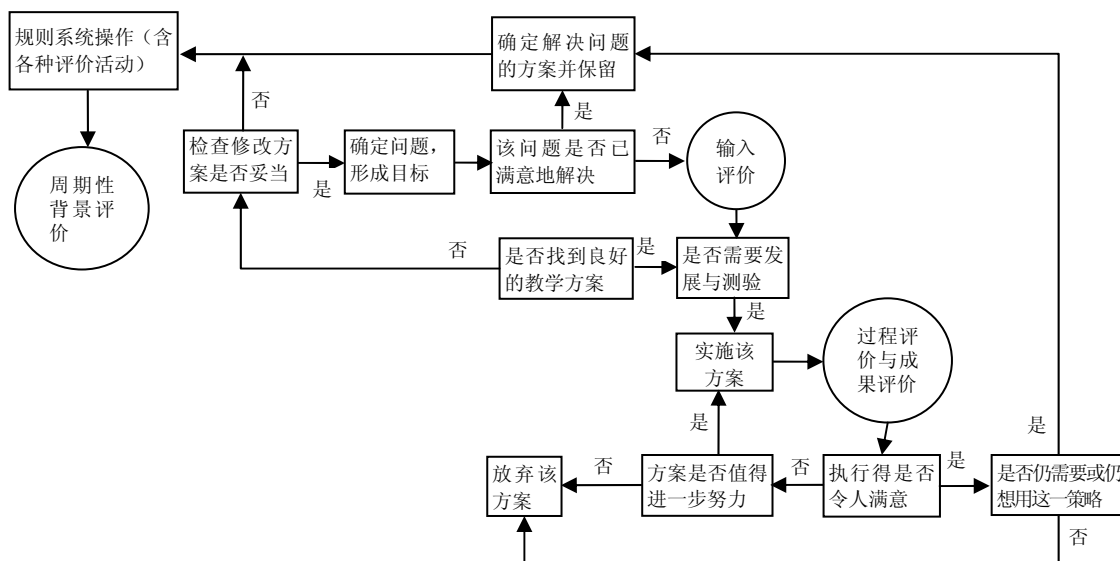 规则系统操作（含
各种评价活动）
确定解决问题
的方案并保留
否
是
检查修改方
案是否妥当
是
确定问题，
形成目标
该问题是否已
满意地解决
否
输入
评价
周期性
背景评
价
否
是否找到良好
的教学方案
是
是否需要发
展与测验
是
实施该
方案
过程评
价与成
果评价
是
是
放弃该
方案
否
方案是否值得
进一步努力
否
执行得是否
令人满意
是
是否仍需要或仍
想用这一策略
否